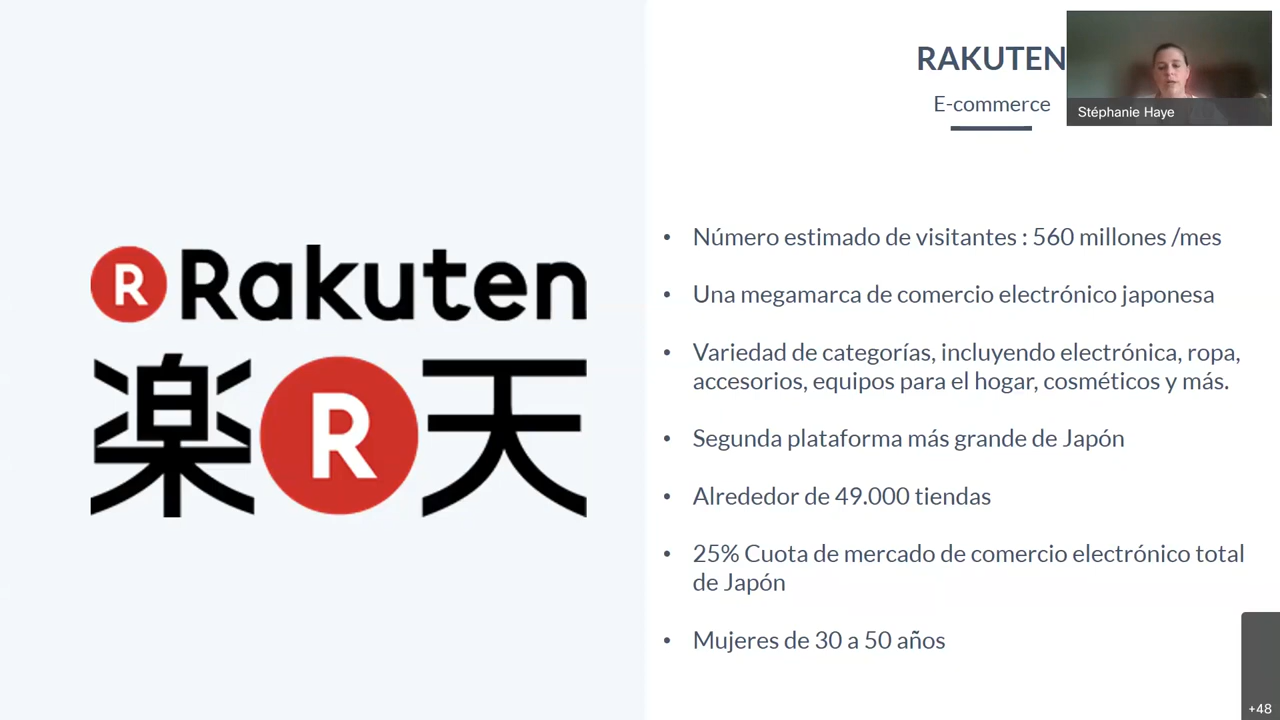 RAKUTEN
E-commerce
Stéphanie Haye
R Rakuten
楽R天
• Número estimado de visitantes : 560 millones /mes
• Una megamarca de comercio electrónico japonesa
• Variedad de categorías, incluyendo electrónica, ropa,
accesorios, equipos para el hogar, cosméticos y más.
• Segunda plataforma más grande de Japón
• Alrededor de 49.000 tiendas
• 25% Cuota de mercado de comercio electrónico total
de Japón
• Mujeres de 30 a 50 años
+48